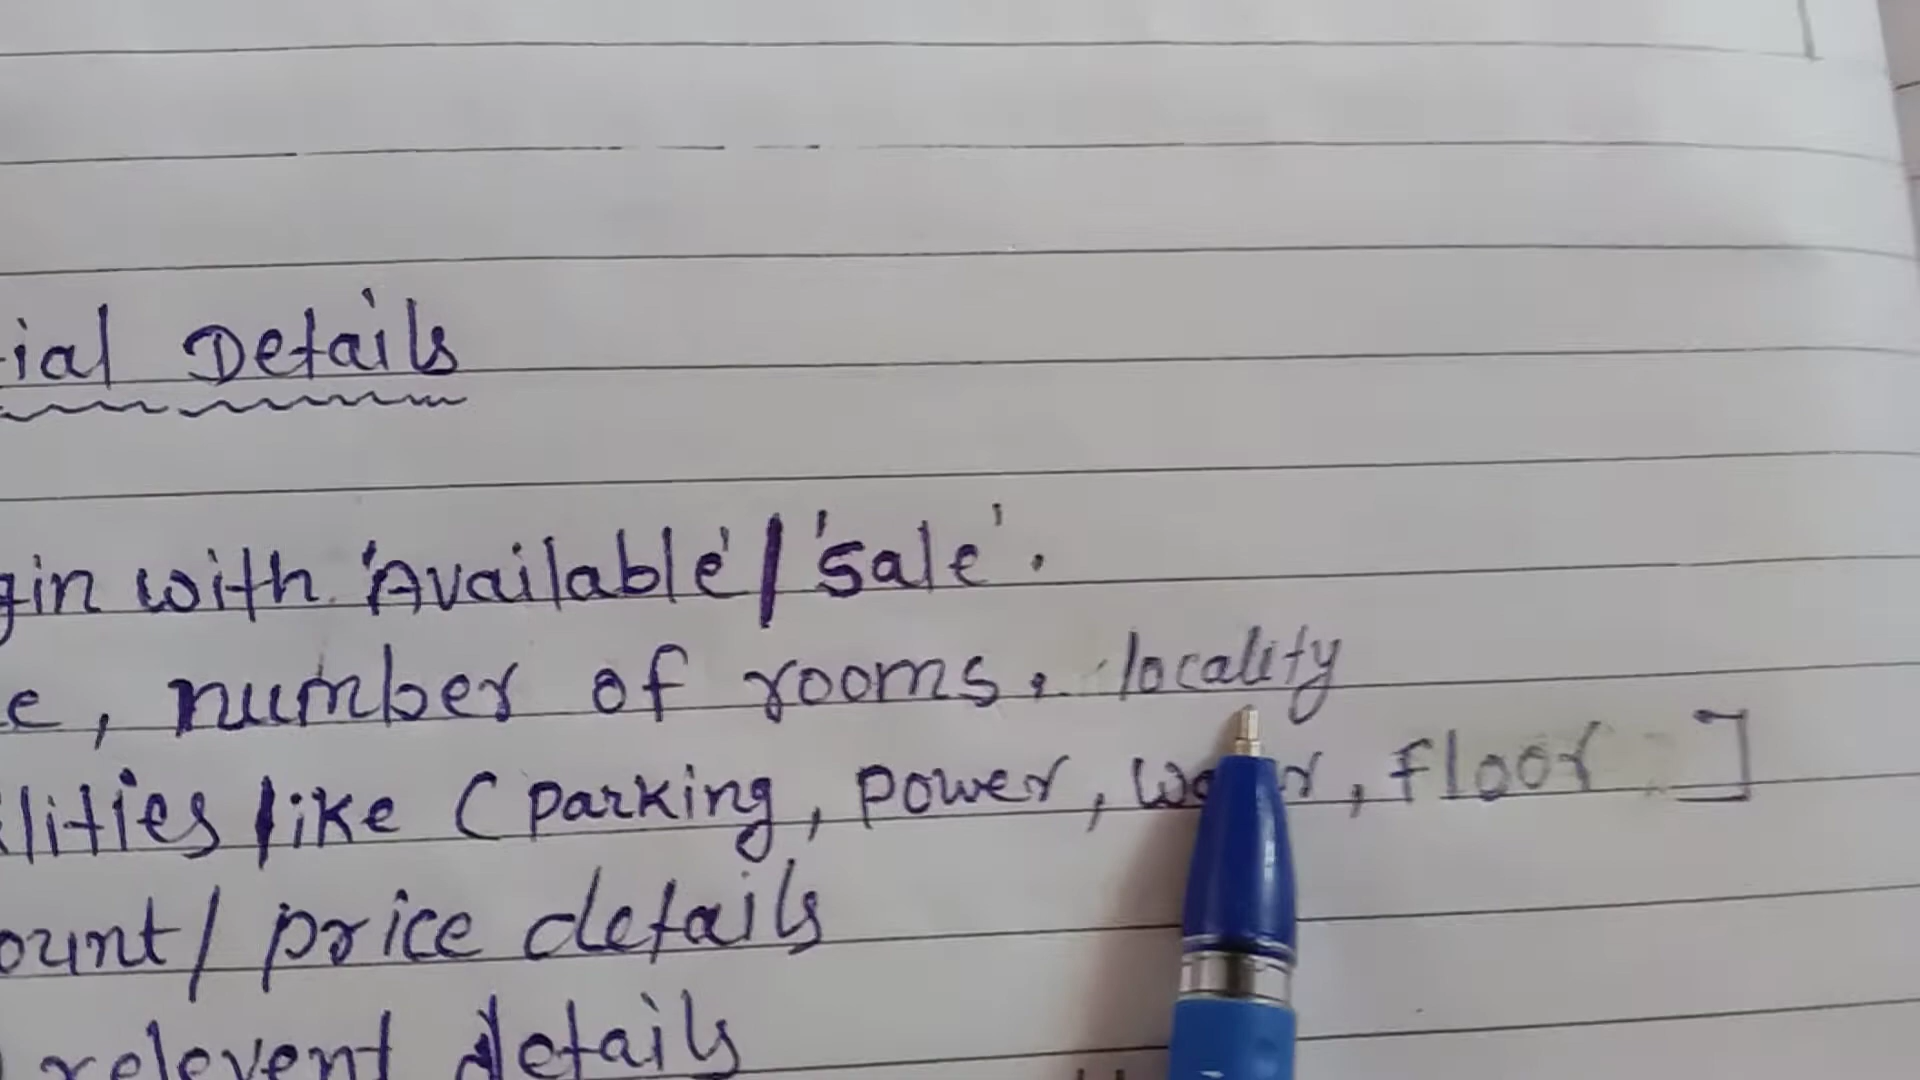 ial Details
gin with 'Available' / 'sale'.
e, number of rooms. locality
lities like ( parking, power, water, floor ]
ount / price details
relevent details